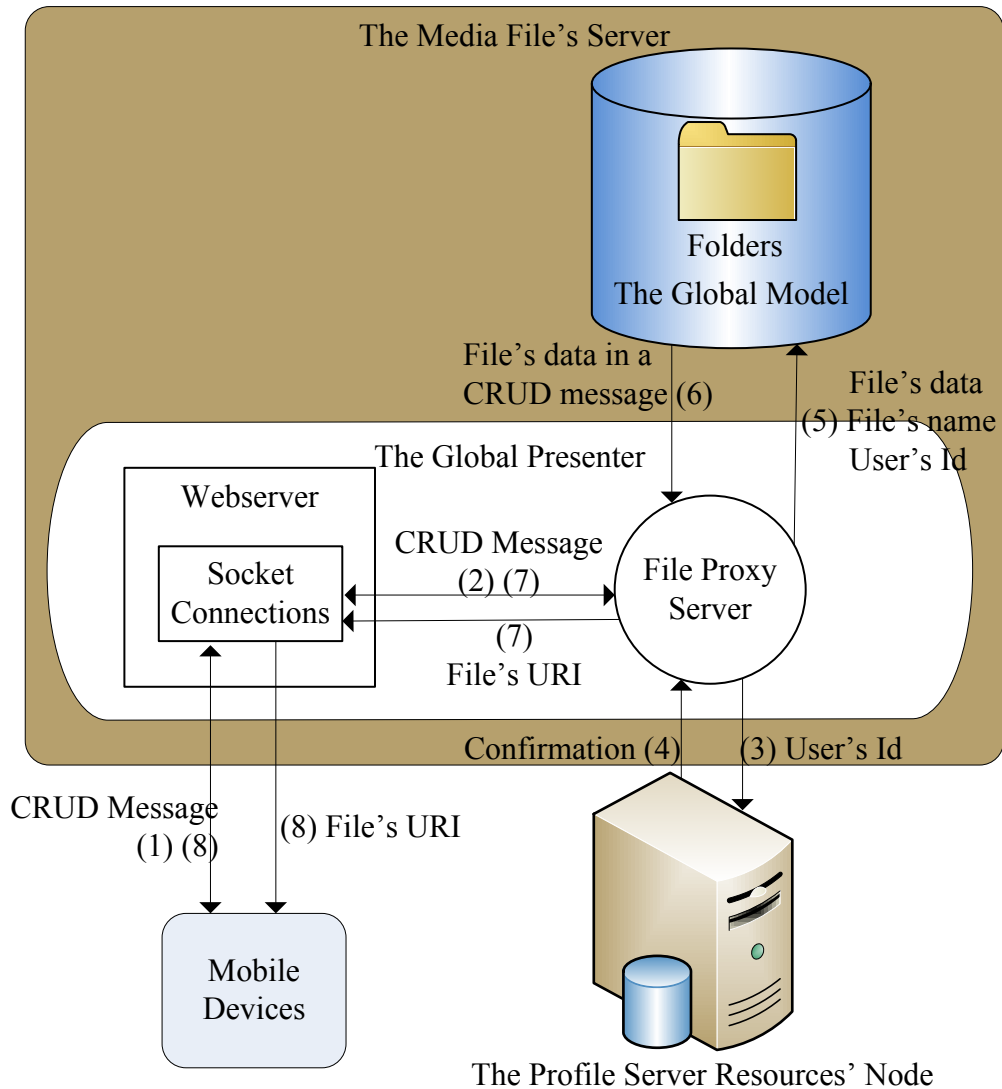 The Media File’s Server
Folders
The Global Model
File’s data in a
CRUD message (6)
File’s data
(5) File’s name
User’s Id
The Global Presenter
Webserver
Socket
Connections
CRUD Message
(2) (7)
(7)
File’s URI
File Proxy
Server
Confirmation (4)
(3) User’s Id
CRUD Message
(1) (8)
(8) File’s URI
Mobile
Devices
The Profile Server Resources’ Node